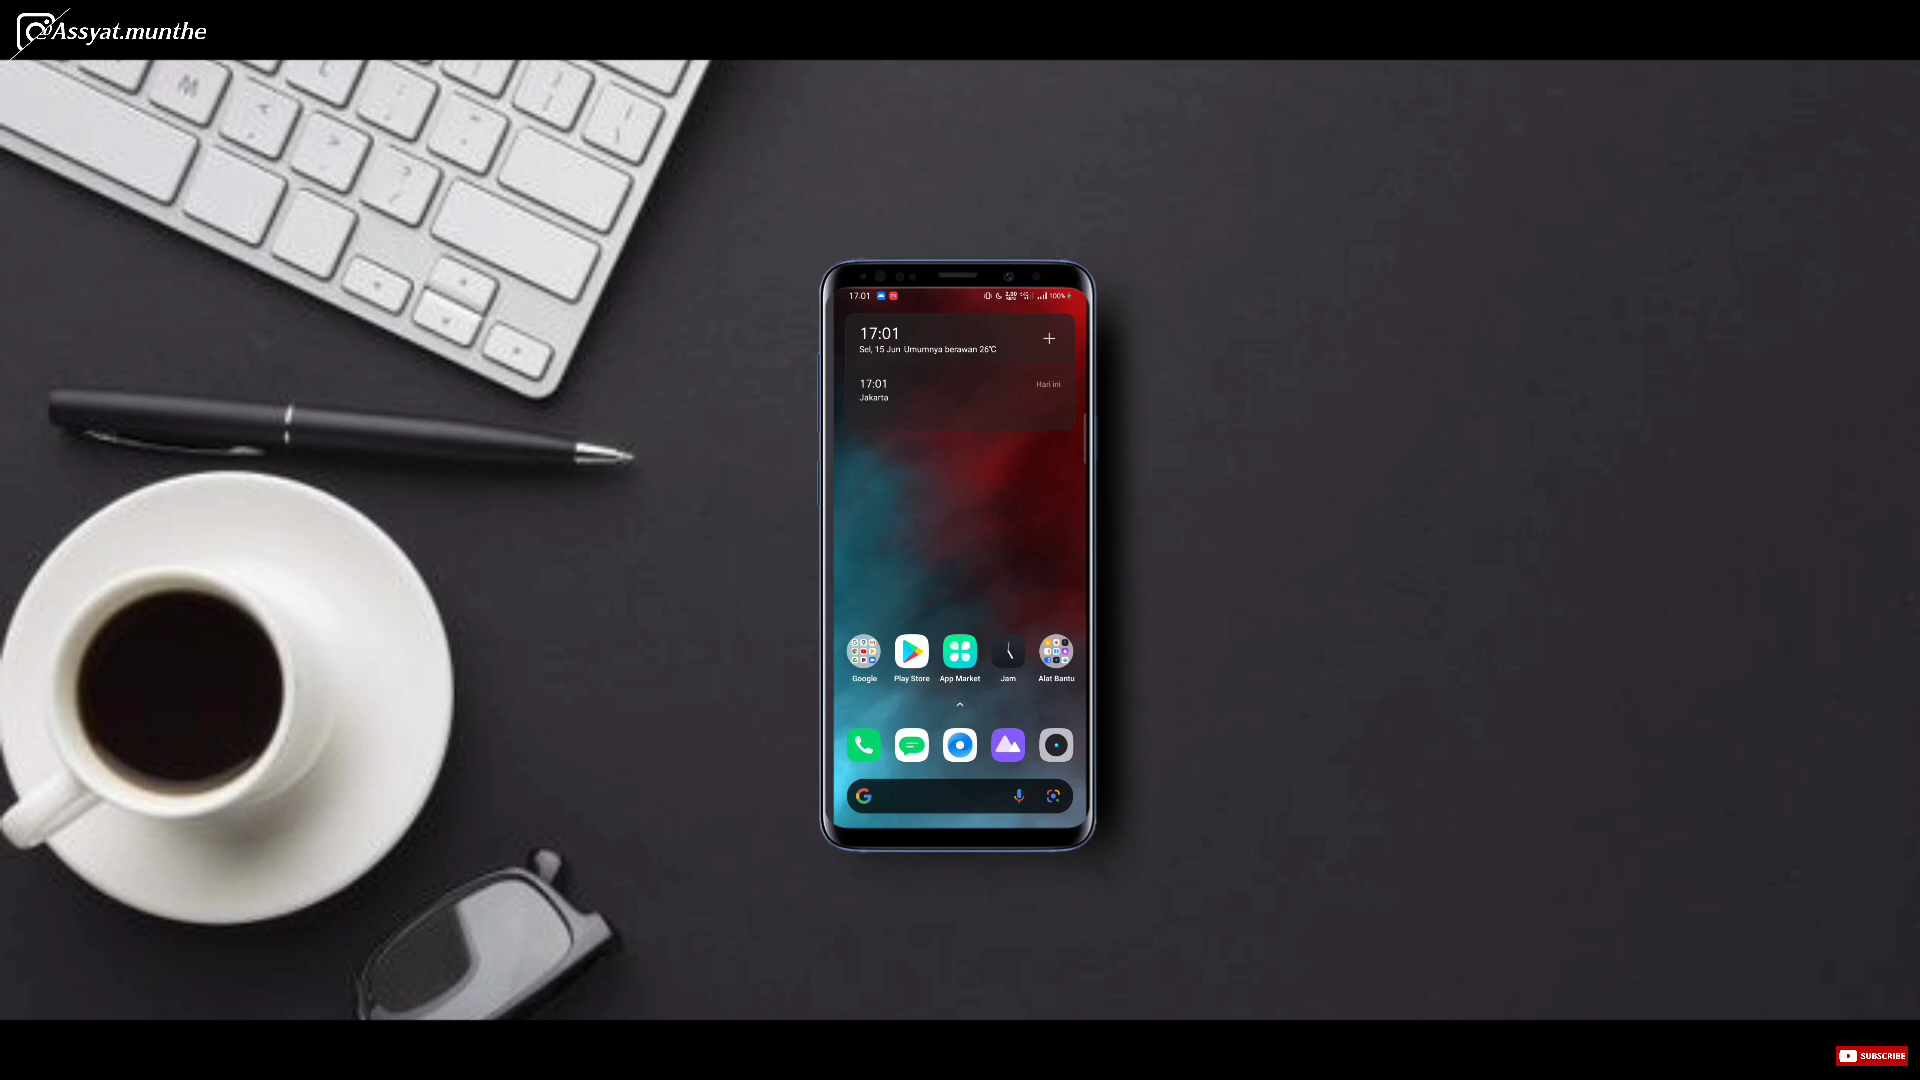 @Assyat.munthe
17.01
100%
17:01
Sel, 15 Jun Umumnya berawan 26°C
17:01
Hari ini
Jakarta
Google
Play Store
App Market
Jam
Alat Bantu
SUBSCRIBE